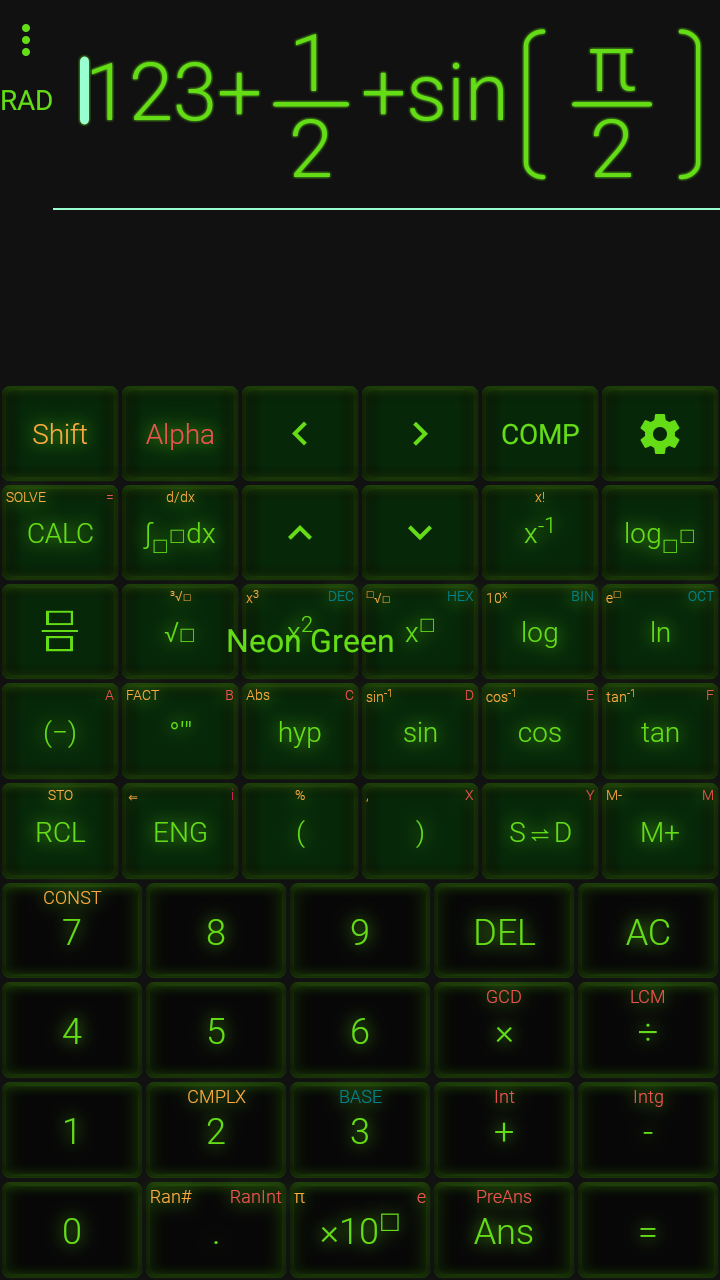 RAD
123+1/2+sin(π/2)
Shift Alpha < > COMP
SOLVE = d/dx x!
CALC ∫□□dx x⁻¹ log□□
³√□ x³ DEC □√□ HEX 10ˣ BIN e□ OCT
√□ x² x□ log ln
Neon Green
A FACT B Abs C sin⁻¹ D cos⁻¹ E tan⁻¹ F
(−) °'" hyp sin cos tan
STO ⇐ i % , X Y M- M
RCL ENG ( ) S⇌D M+
CONST
7 8 9 DEL AC
GCD LCM
4 5 6 × ÷
CMPLX BASE Int Intg
1 2 3 + -
Ran# RanInt π e PreAns
0 . ×10□ Ans =